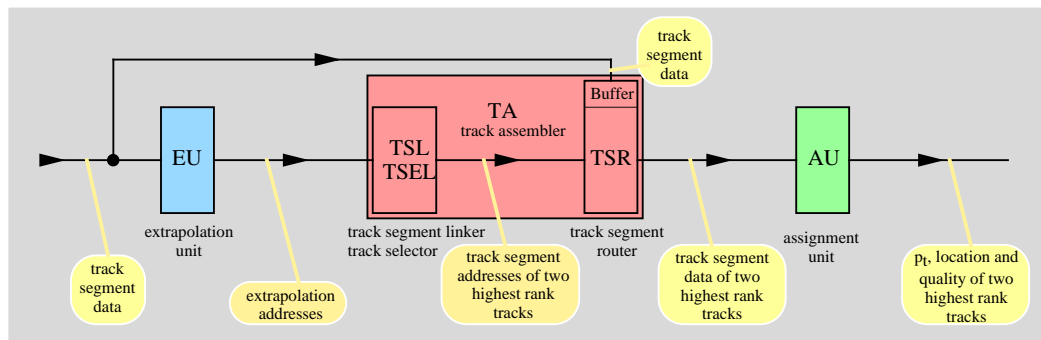 track
segment
data
Buffer
TA
track assembler
EU
TSL
TSEL
TSR
AU
extrapolation
unit
track segment linker
track selector
track segment
router
assignment
unit
track
segment
data
extrapolation
addresses
track segment
addresses of two
highest rank
tracks
track segment
data of two
highest rank
tracks
pt, location and
quality of two
highest rank
tracks